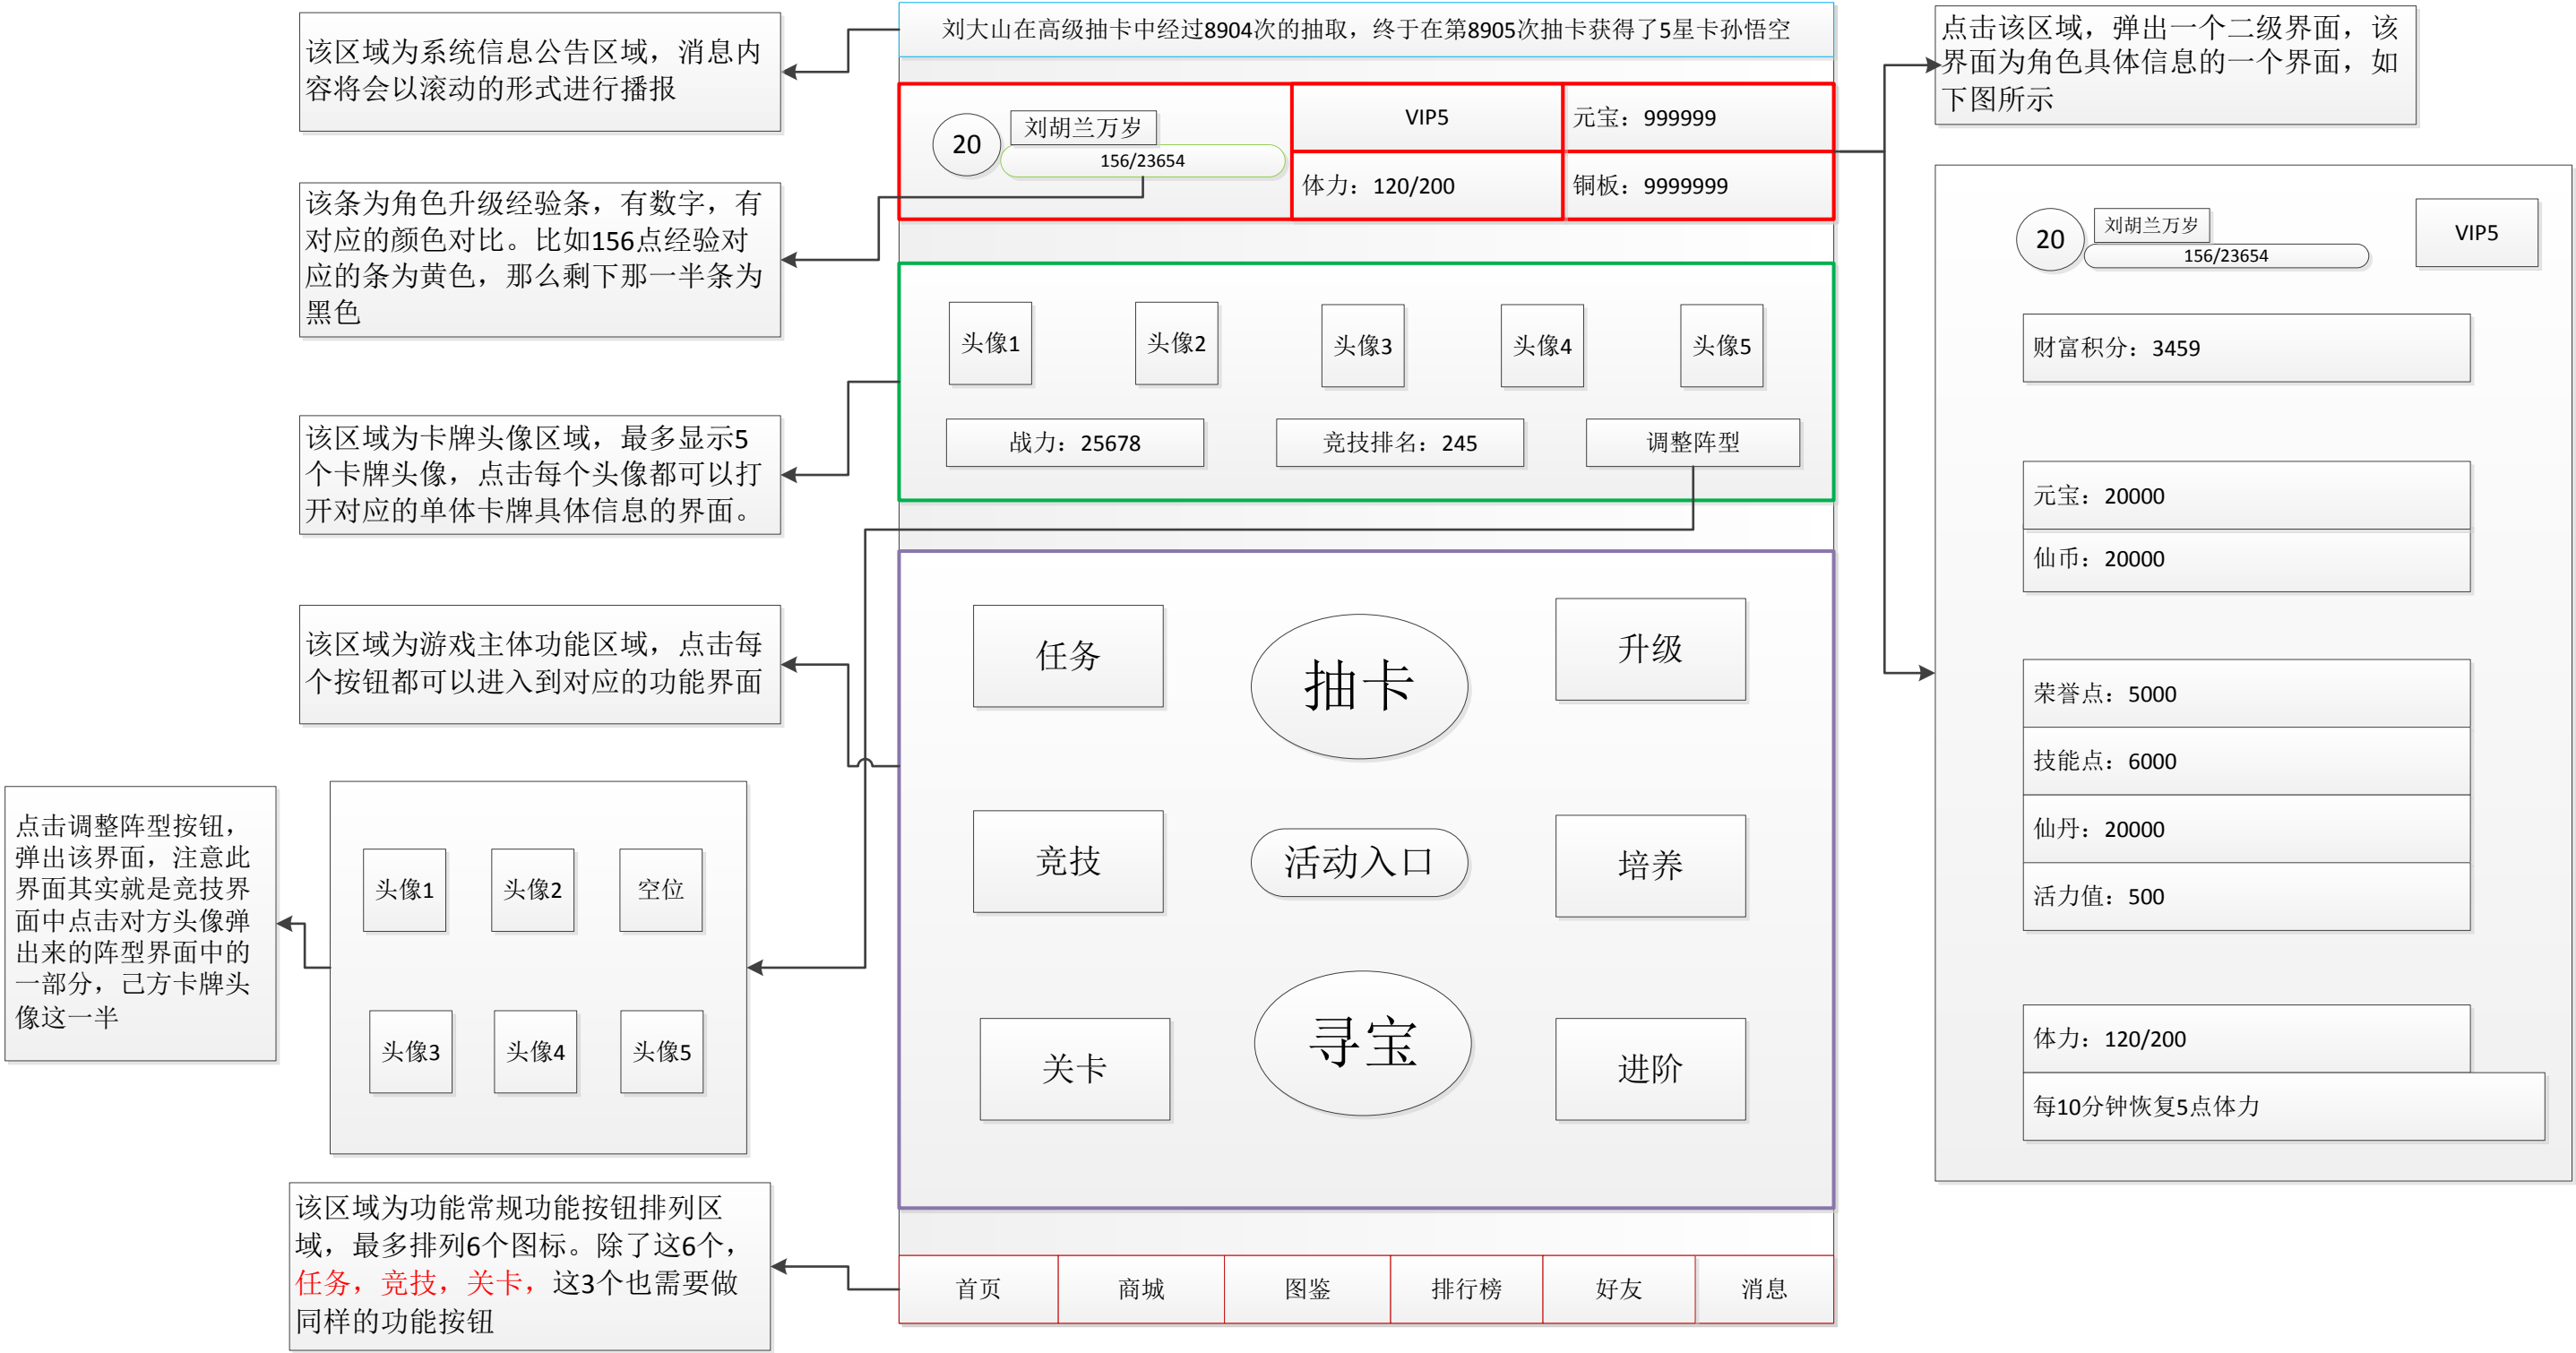 该区域为系统信息公告区域，消息内
容将会以滚动的形式进行播报
该条为角色升级经验条，有数字，有
对应的颜色对比。比如156点经验对
应的条为黄色，那么剩下那一半条为
黑色
该区域为卡牌头像区域，最多显示5
个卡牌头像，点击每个头像都可以打
开对应的单体卡牌具体信息的界面。
该区域为游戏主体功能区域，点击每
个按钮都可以进入到对应的功能界面
点击调整阵型按钮，
弹出该界面，注意此
界面其实就是竞技界
面中点击对方头像弹
出来的阵型界面中的
一部分，己方卡牌头
像这一半
头像1
头像2
空位
头像3
头像4
头像5
该区域为功能常规功能按钮排列区
域，最多排列6个图标。除了这6个，
任务，竞技，关卡，这3个也需要做
同样的功能按钮
刘大山在高级抽卡中经过8904次的抽取，终于在第8905次抽卡获得了5星卡孙悟空
20
刘胡兰万岁
156/23654
VIP5
元宝：999999
体力：120/200
铜板：9999999
头像1
头像2
头像3
头像4
头像5
战力：25678
竞技排名：245
调整阵型
任务
抽卡
升级
竞技
活动入口
培养
关卡
寻宝
进阶
首页
商城
图鉴
排行榜
好友
消息
点击该区域，弹出一个二级界面，该
界面为角色具体信息的一个界面，如
下图所示
20
刘胡兰万岁
156/23654
VIP5
财富积分：3459
元宝：20000
仙币：20000
荣誉点：5000
技能点：6000
仙丹：20000
活力值：500
体力：120/200
每10分钟恢复5点体力